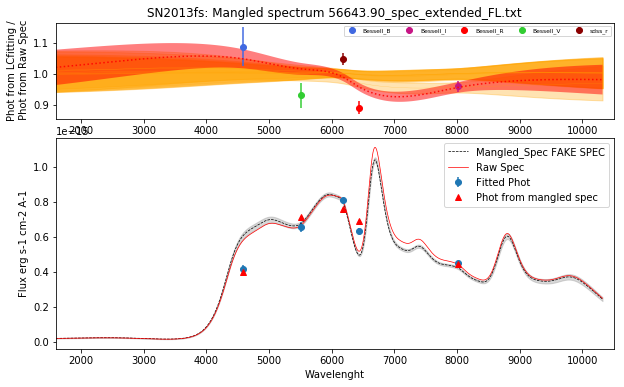 SN2013fs: Mangled spectrum 56643.90_spec_extended_FL.txt
Phot from LCfitting /
Phot from Raw Spec
1.1
1.0
0.9
Bessell_B
Bessell_I
Bessell_R
Bessell_V
sdss_r
2000
3000
4000
5000
6000
7000
8000
9000
10000
Flux erg s-1 cm-2 A-1
1.0
0.8
0.6
0.4
0.2
0.0
Mangled_Spec FAKE SPEC
Raw Spec
Fitted Phot
Phot from mangled spec
2000
3000
4000
5000
6000
7000
8000
9000
10000
Wavelenght